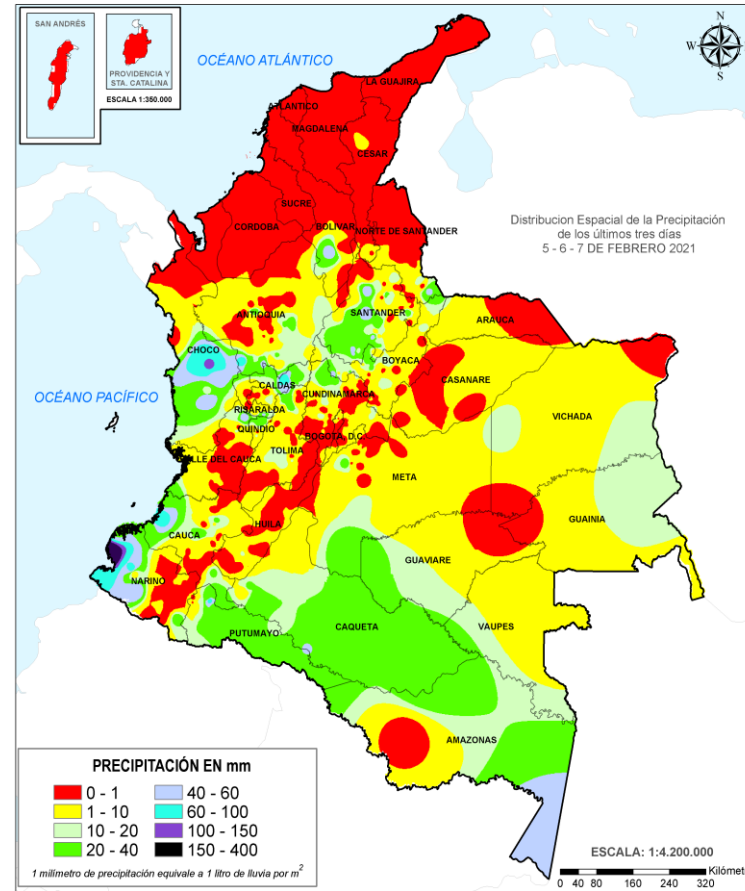 SAN ANDRÉS
PROVIDENCIA Y
STA. CATALINA
ESCALA 1:350.000
OCÉANO ATLÁNTICO
N
W
E
S
LA GUAJIRA
ATLANTICO
MAGDALENA
CESAR
SUCRE
CORDOBA
BOLIVAR
NORTE DE SANTANDER
Distribucion Espacial de la Precipitación
de los últimos tres días
5 - 6 - 7 DE FEBRERO 2021
ANTIOQUIA
SANTANDER
ARAUCA
CHOCO
BOYACA
OCÉANO PACÍFICO
CALDAS
CASANARE
CUNDINAMARCA
RISARALDA
VICHADA
QUINDIO
BOGOTA, D.C.
TOLIMA
VALLE DEL CAUCA
META
GUAINIA
HUILA
CAUCA
GUAVIARE
NARIÑO
CAQUETA
VAUPES
PUTUMAYO
AMAZONAS
PRECIPITACIÓN EN mm
0 - 1
40 - 60
1 - 10
60 - 100
10 - 20
100 - 150
20 - 40
150 - 400
1 milímetro de precipitación equivale a 1 litro de lluvia por m²
ESCALA: 1:4.200.000
Kilóme
0 40 80 160 240 320